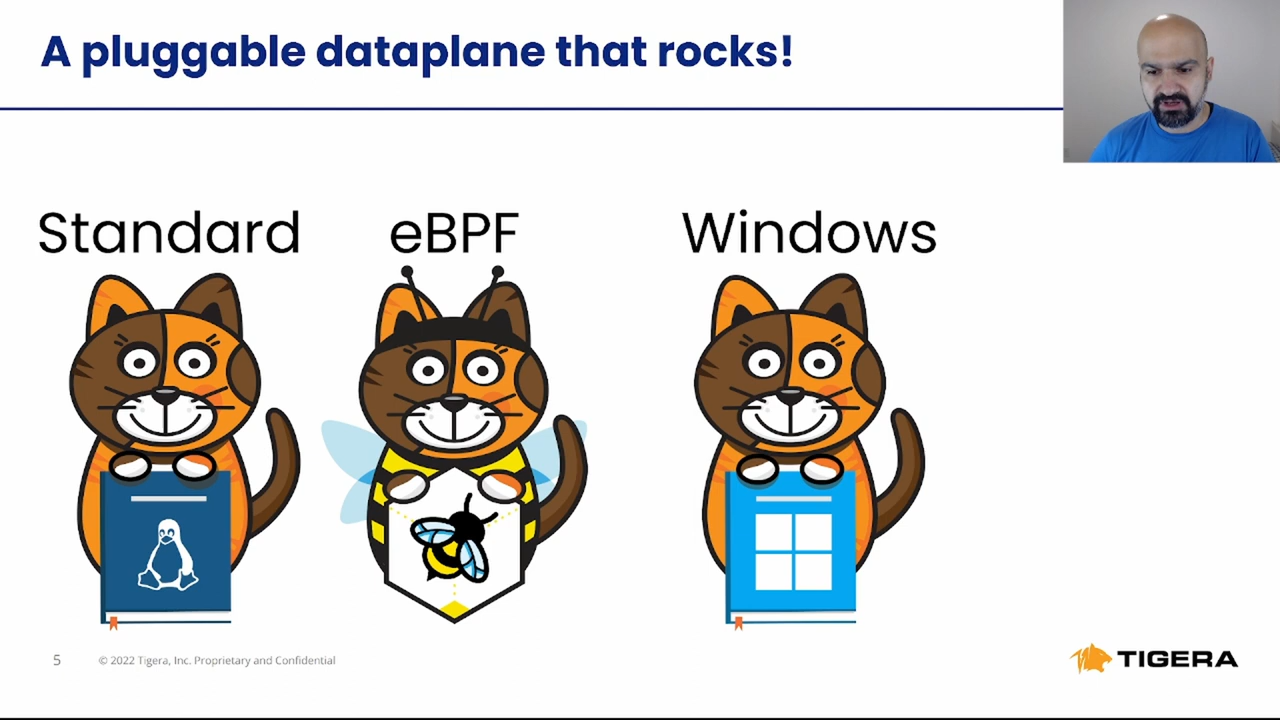 A pluggable dataplane that rocks!
Standard eBPF Windows
5 © 2022 Tigera, Inc. Proprietary and Confidential
TIGERA